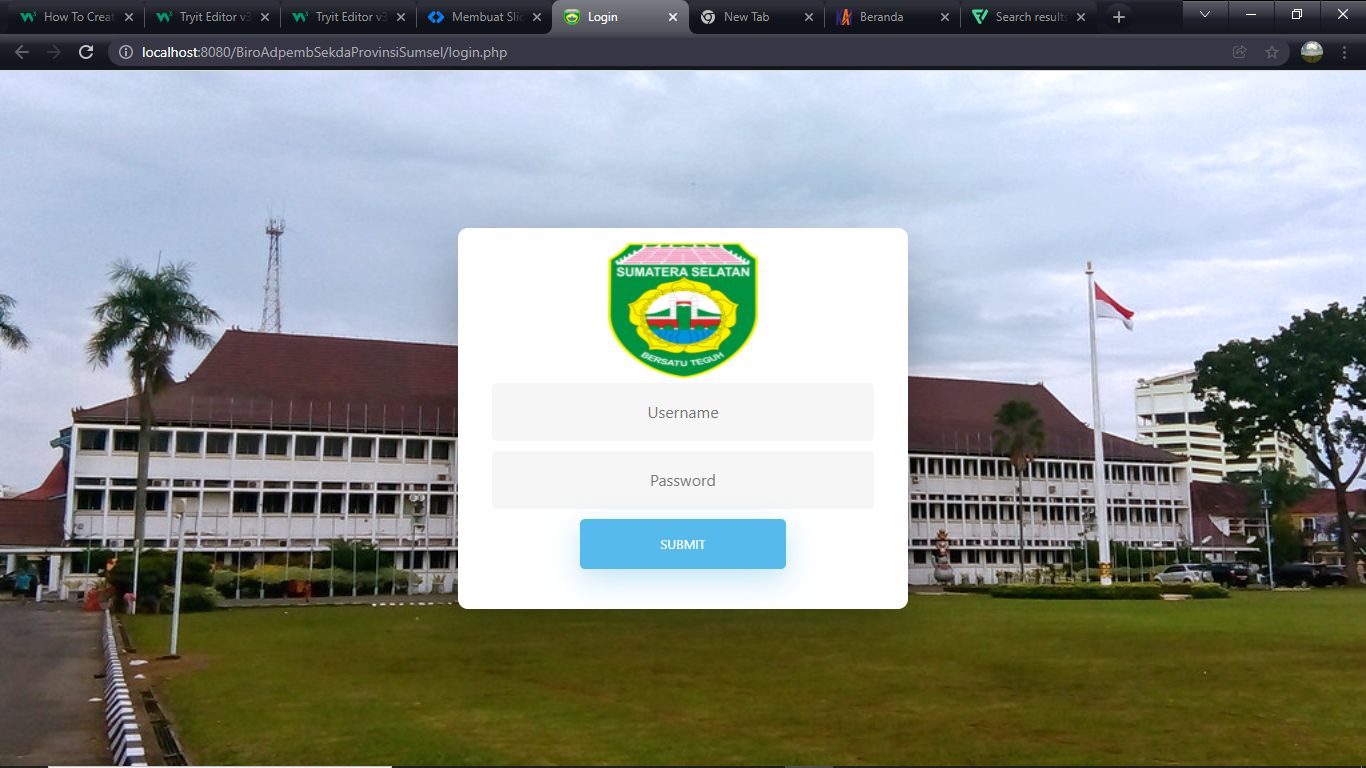 How To Creat
Tryit Editor v3
Tryit Editor v3
Membuat Slid
Login
New Tab
Beranda
Search results
localhost:8080/BiroAdpembSekdaProvinsiSumsel/login.php
SUMATERA SELATAN
BERSATU TEGUH
Username
Password
SUBMIT